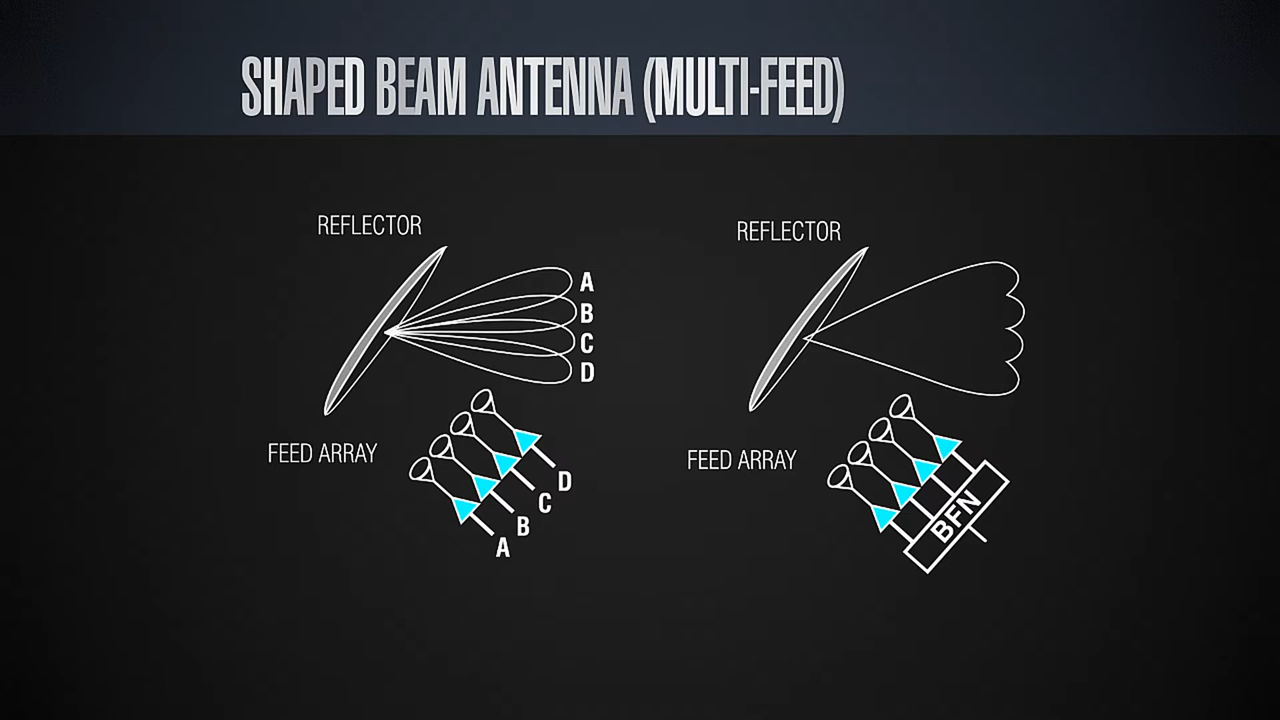 SHAPED BEAM ANTENNA (MULTI-FEED)
REFLECTOR
A
B
C
D
FEED ARRAY
D
C
B
A
REFLECTOR
FEED ARRAY
BFN